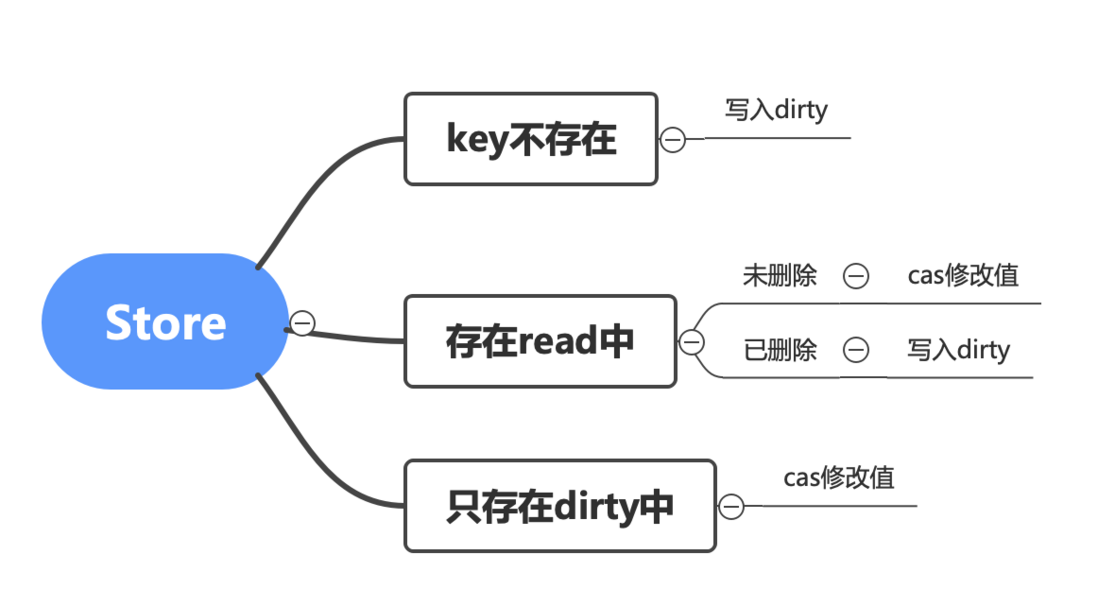 Store
key不存在
写入dirty
存在read中
未删除
cas修改值
已删除
写入dirty
只存在dirty中
cas修改值